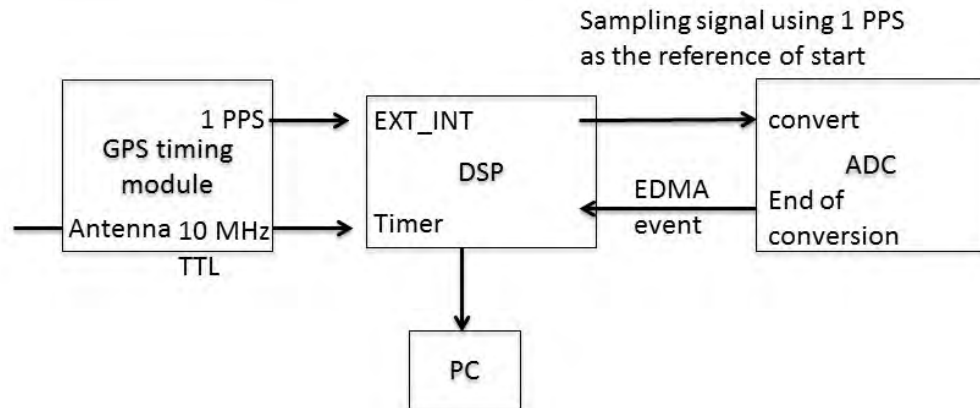 Sampling signal using 1 PPS
as the reference of start
1 PPS
GPS timing
module
Antenna
10 MHz
TTL
EXT_INT
DSP
Timer
EDMA
event
convert
ADC
End of
conversion
PC